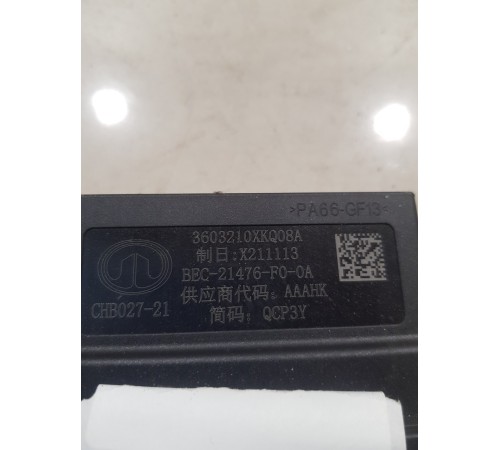 >PA66-GF13<
3603210XKQ08A
制日:X211113
BEC-21476-F0-0A
供应商代码: AAAHK
简码: QCP3Y
CHB027-21